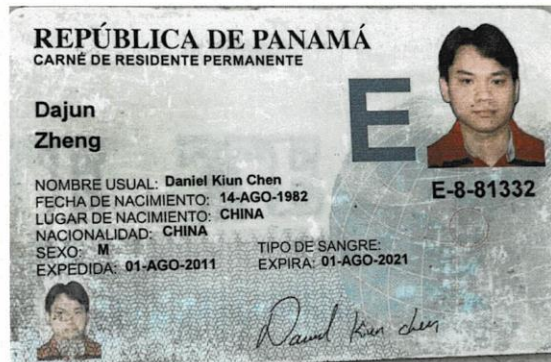 REPÚBLICA DE PANAMÁ
CARNÉ DE RESIDENTE PERMANENTE
Dajun
Zheng
E
E-8-81332
NOMBRE USUAL: Daniel Kiun Chen
FECHA DE NACIMIENTO: 14-AGO-1982
LUGAR DE NACIMIENTO: CHINA
NACIONALIDAD: CHINA
SEXO: M TIPO DE SANGRE:
EXPEDIDA: 01-AGO-2011 EXPIRA: 01-AGO-2021
Daniel Kiun chen